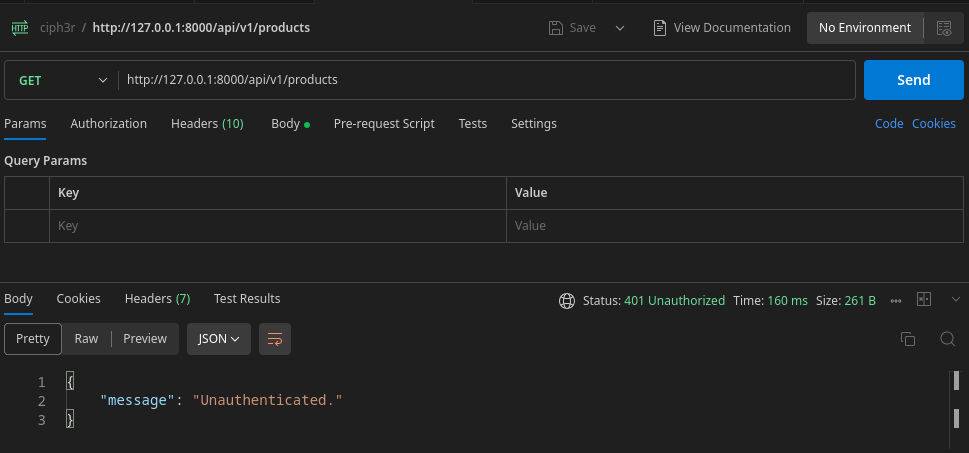 HTTP ciph3r / http://127.0.0.1:8000/api/v1/products Save View Documentation No Environment
GET http://127.0.0.1:8000/api/v1/products Send
Params Authorization Headers (10) Body Pre-request Script Tests Settings Code Cookies
Query Params
Key Value
Key Value
Body Cookies Headers (7) Test Results Status: 401 Unauthorized Time: 160 ms Size: 261 B
Pretty Raw Preview JSON
1 {
2 "message": "Unauthenticated."
3 }